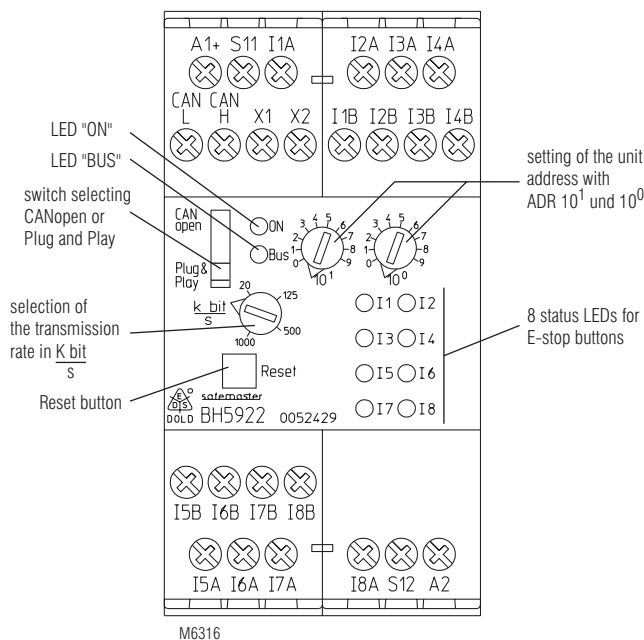 A1+ S11 I1A I2A I3A I4A
CAN CAN
L H X1 X2 I1B I2B I3B I4B
LED "ON"
LED "BUS"
switch selecting
CANopen or
Plug and Play
selection of
the transmission
rate in K bit
s
Reset button
CAN
open
Plug&
Play
ON
Bus
0 1 2 3 4 5 6 7 8 9
10¹
0 1 2 3 4 5 6 7 8 9
10⁰
setting of the unit
address with
ADR 10¹ und 10⁰
k bit
s
20 125
500
1000
Reset
I1 I2
I3 I4
I5 I6
I7 I8
8 status LEDs for
E-stop buttons
E
D S
DOLD
safemaster
BH5922 0052429
I5B I6B I7B I8B
I5A I6A I7A I8A S12 A2
M6316